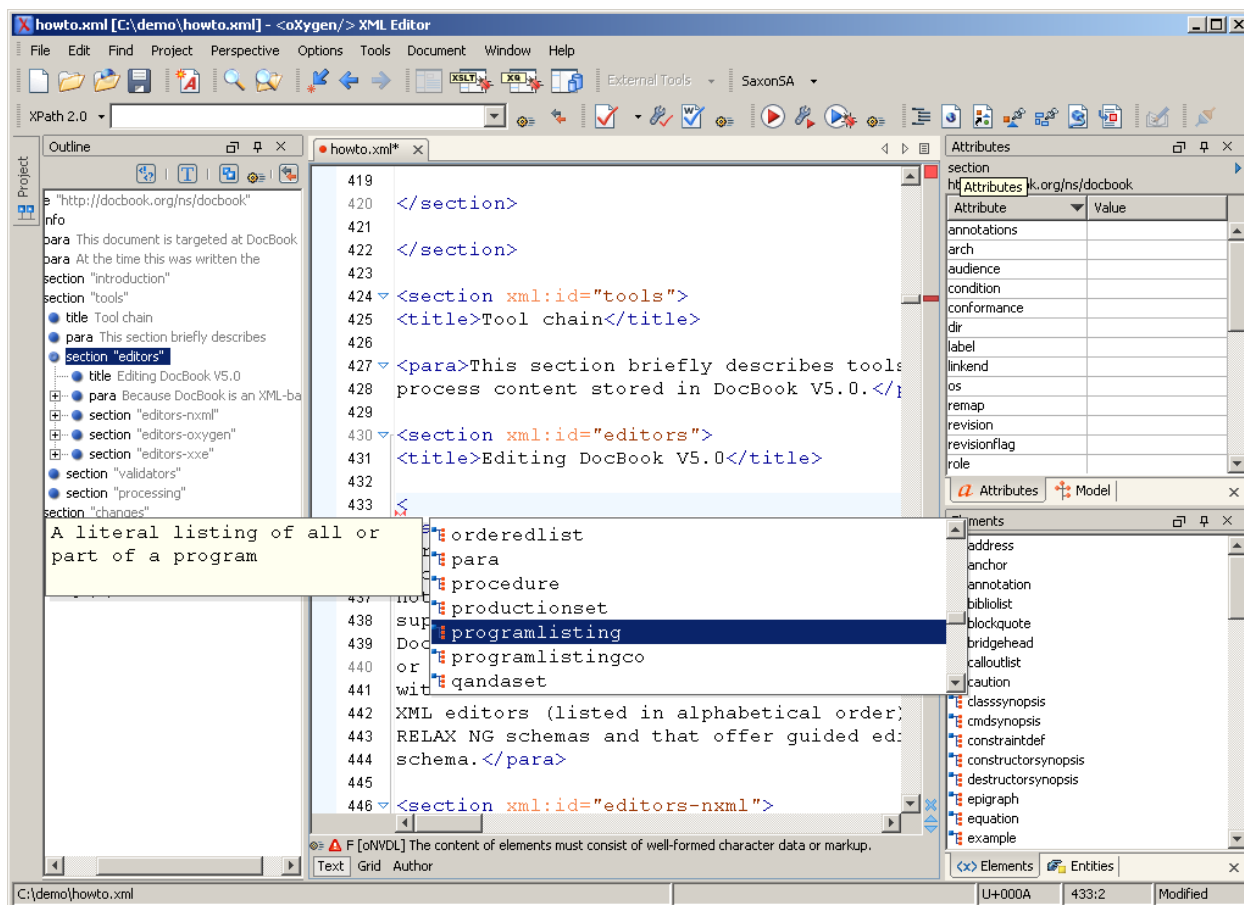 howto.xml [C:\demo\howto.xml] - <oXygen/> XML Editor
File Edit Find Project Perspective Options Tools Document Window Help
XSLT XQ External Tools SaxonSA
XPath 2.0
Project
Outline
e "http://docbook.org/ns/docbook"
nfo
para This document is targeted at DocBook
para At the time this was written the
section "introduction"
section "tools"
title Tool chain
para This section briefly describes
section "editors"
title Editing DocBook V5.0
para Because DocBook is an XML-ba
section "editors-nxml"
section "editors-oxygen"
section "editors-xxe"
section "validators"
section "processing"
section "changes"
A literal listing of all or
part of a program
howto.xml*
419
420 </section>
421
422 </section>
423
424 <section xml:id="tools">
425 <title>Tool chain</title>
426
427 <para>This section briefly describes tools
428 process content stored in DocBook V5.0.</p
429
430 <section xml:id="editors">
431 <title>Editing DocBook V5.0</title>
432
433 <
orderedlist
para
procedure
productionset
programlisting
programlistingco
qandaset
437 not
438 sup
439 Doc
440 or
441 wit
442 XML editors (listed in alphabetical order)
443 RELAX NG schemas and that offer guided edi
444 schema.</para>
445
446 <section xml:id="editors-nxml">
F [oNVDL] The content of elements must consist of well-formed character data or markup.
Text Grid Author
Attributes
section
ht Attributes k.org/ns/docbook
Attribute Value
annotations
arch
audience
condition
conformance
dir
label
linkend
os
remap
revision
revisionflag
role
Attributes Model
Elements
address
anchor
annotation
bibliolist
blockquote
bridgehead
calloutlist
caution
classsynopsis
cmdsynopsis
constraintdef
constructorsynopsis
destructorsynopsis
epigraph
equation
example
Elements Entities
C:\demo\howto.xml U+000A 433:2 Modified